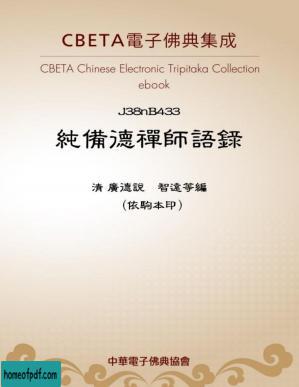 CBETA電子佛典集成
CBETA Chinese Electronic Tripitaka Collection
ebook
J38nB433
純備德禪師語錄
清 廣德說　智達等編
(依駒本印)
中華電子佛典協會
homeofpdf.com